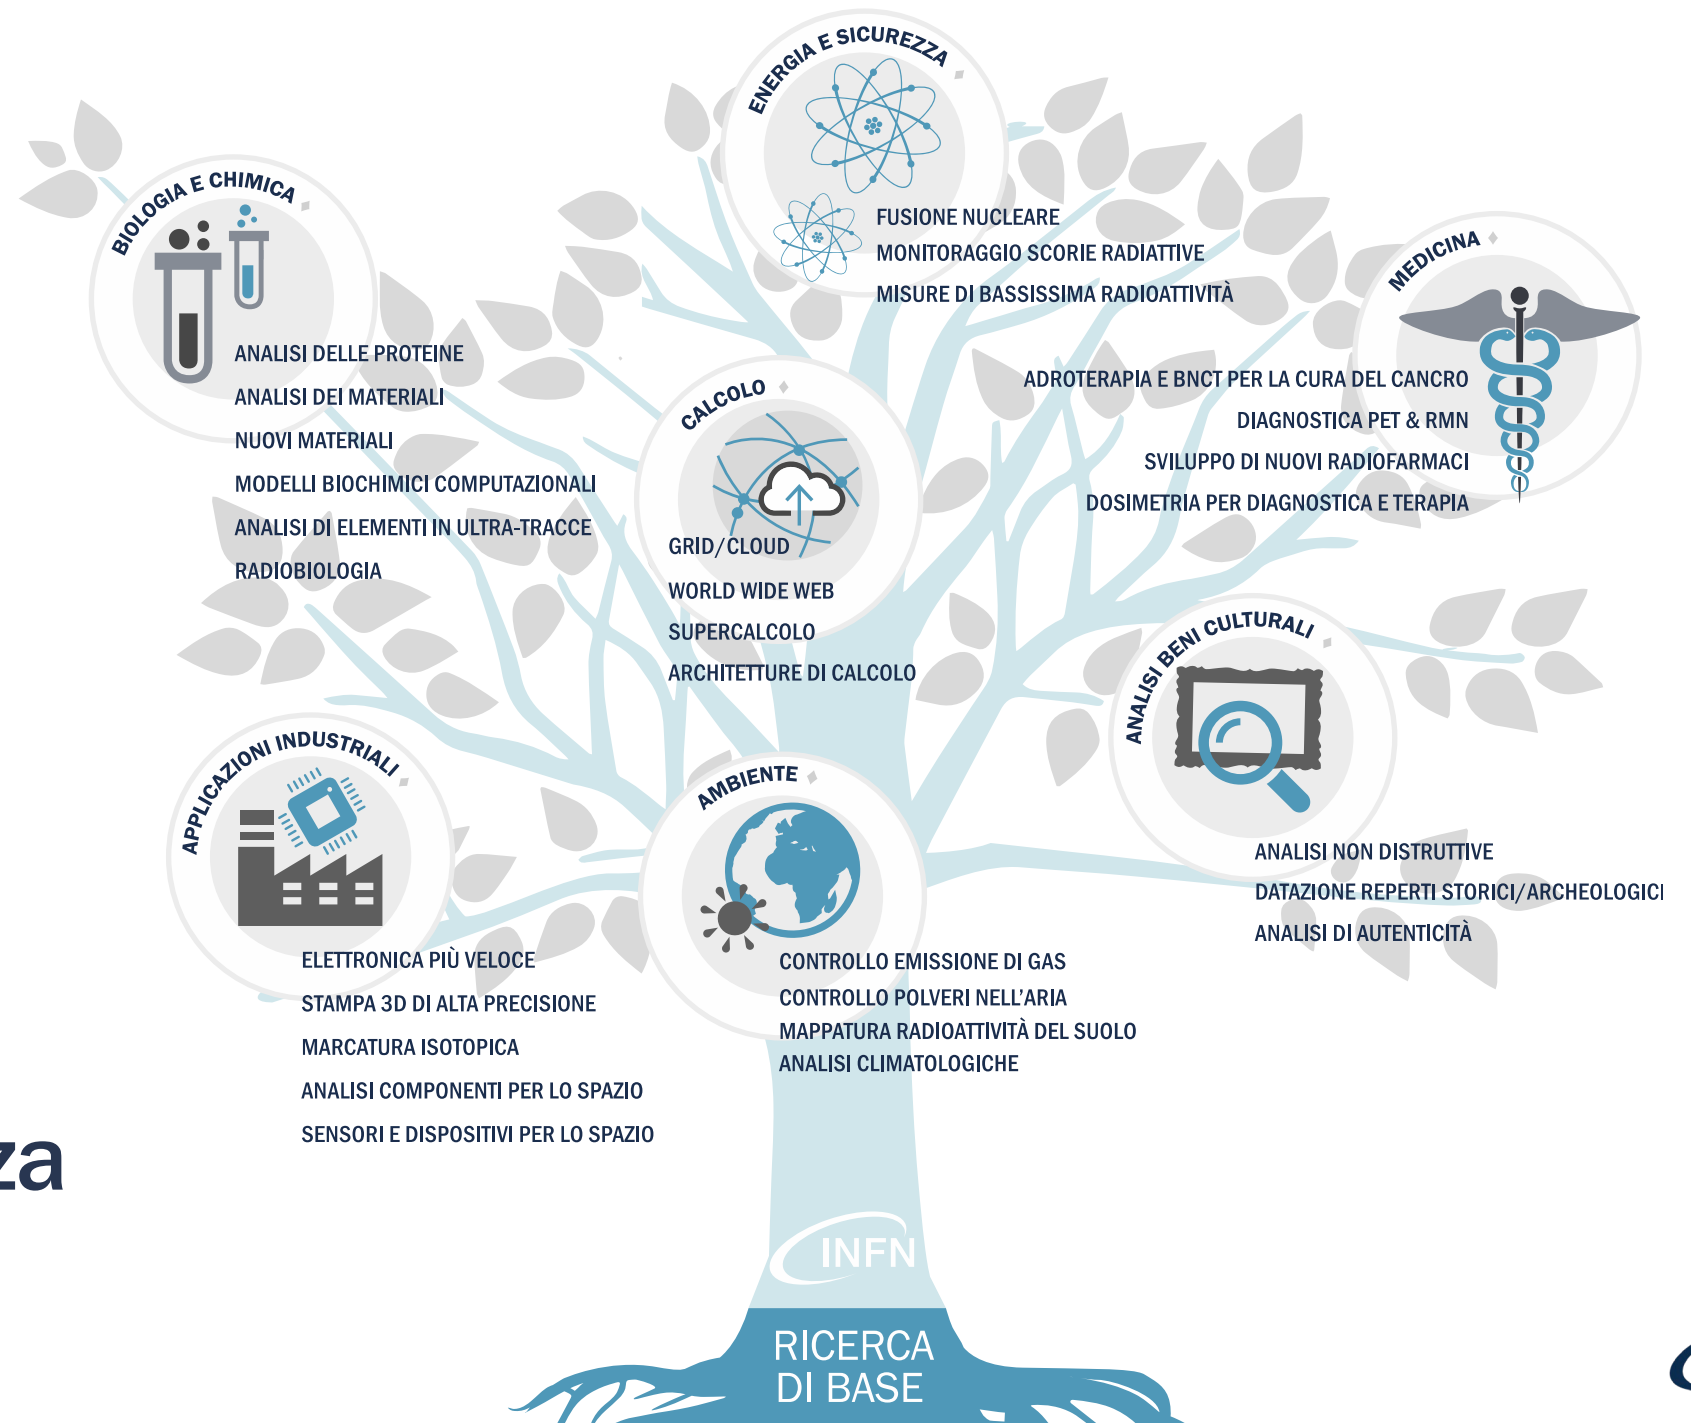 ENERGIA E SICUREZZA
FUSIONE NUCLEARE
MONITORAGGIO SCORIE RADIATTIVE
MISURE DI BASSISSIMA RADIOATTIVITÀ
BIOLOGIA E CHIMICA
ANALISI DELLE PROTEINE
ANALISI DEI MATERIALI
NUOVI MATERIALI
MODELLI BIOCHIMICI COMPUTAZIONALI
ANALISI DI ELEMENTI IN ULTRA-TRACCE
RADIOBIOLOGIA
MEDICINA
ADROTERAPIA E BNCT PER LA CURA DEL CANCRO
DIAGNOSTICA PET & RMN
SVILUPPO DI NUOVI RADIOFARMACI
DOSIMETRIA PER DIAGNOSTICA E TERAPIA
CALCOLO
GRID/CLOUD
WORLD WIDE WEB
SUPERCALCOLO
ARCHITETTURE DI CALCOLO
ANALISI BENI CULTURALI
ANALISI NON DISTRUTTIVE
DATAZIONE REPERTI STORICI/ARCHEOLOGICI
ANALISI DI AUTENTICITÀ
APPLICAZIONI INDUSTRIALI
ELETTRONICA PIÙ VELOCE
STAMPA 3D DI ALTA PRECISIONE
MARCATURA ISOTOPICA
ANALISI COMPONENTI PER LO SPAZIO
SENSORI E DISPOSITIVI PER LO SPAZIO
AMBIENTE
CONTROLLO EMISSIONE DI GAS
CONTROLLO POLVERI NELL'ARIA
MAPPATURA RADIOATTIVITÀ DEL SUOLO
ANALISI CLIMATOLOGICHE
za
INFN
RICERCA
DI BASE